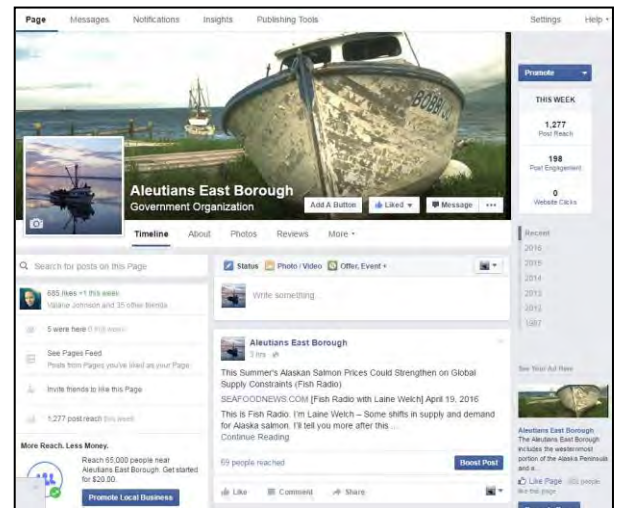 Page Messages Notifications Insights Publishing Tools Settings Help
BOBBI
Aleutians East Borough
Government Organization
Add A Button Liked Message
Timeline About Photos Reviews More
Promote
THIS WEEK
1,277
Post Reach
198
Post Engagement
0
Website Clicks
Recent
2016
2015
2014
2013
2012
1987
Search for posts on this Page
685 likes +1 this week
Valarie Johnson and 35 other friends
5 were here 0 this week
See Pages Feed
Posts from Pages you've liked as your Page
Invite friends to like this Page
1,277 post reach this week
More Reach. Less Money.
Reach 65,000 people near
Aleutians East Borough. Get started
for $20.00.
Promote Local Business
Status Photo / Video Offer, Event +
Write something...
Aleutians East Borough
3 hrs
This Summer's Alaskan Salmon Prices Could Strengthen on Global
Supply Constraints (Fish Radio)
SEAFOODNEWS.COM [Fish Radio with Laine Welch] April 19, 2016
This is Fish Radio. I'm Laine Welch – Some shifts in supply and demand
for Alaska salmon. I'll tell you more after this ...
Continue Reading
69 people reached Boost Post
Like Comment Share
See Your Ad Here
Aleutians East Borough
The Aleutians East Borough
includes the westernmost
portion of the Alaska Peninsula
and a...
Like Page people
like this page